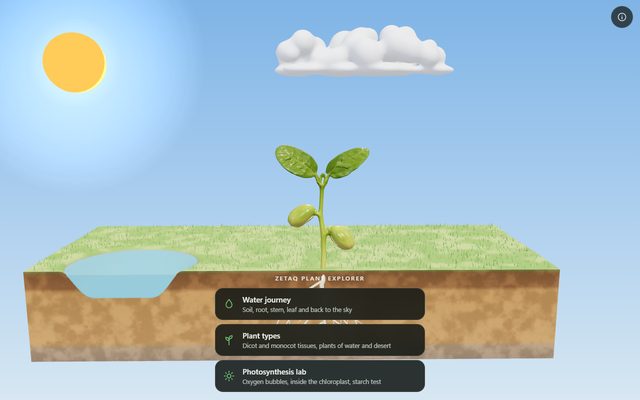 ZETAQ PLANT EXPLORER
Water journey
Soil, root, stem, leaf and back to the sky
Plant types
Dicot and monocot tissues, plants of water and desert
Photosynthesis lab
Oxygen bubbles, inside the chloroplast, starch test